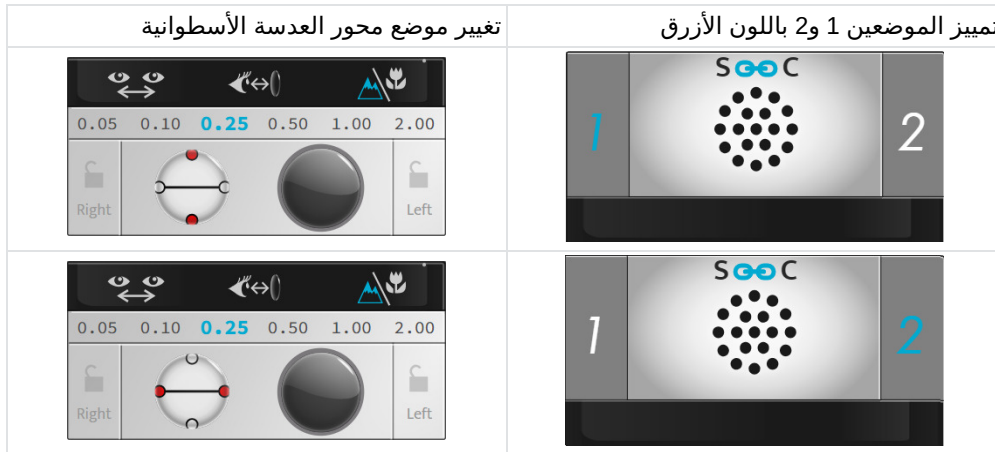 تمييز الموضعين 1 و2 باللون الأزرق
تغيير موضع محور العدسة الأسطوانية
S C
1 2
0.05 0.10 0.25 0.50 1.00 2.00
Right Left
S C
1 2
0.05 0.10 0.25 0.50 1.00 2.00
Right Left